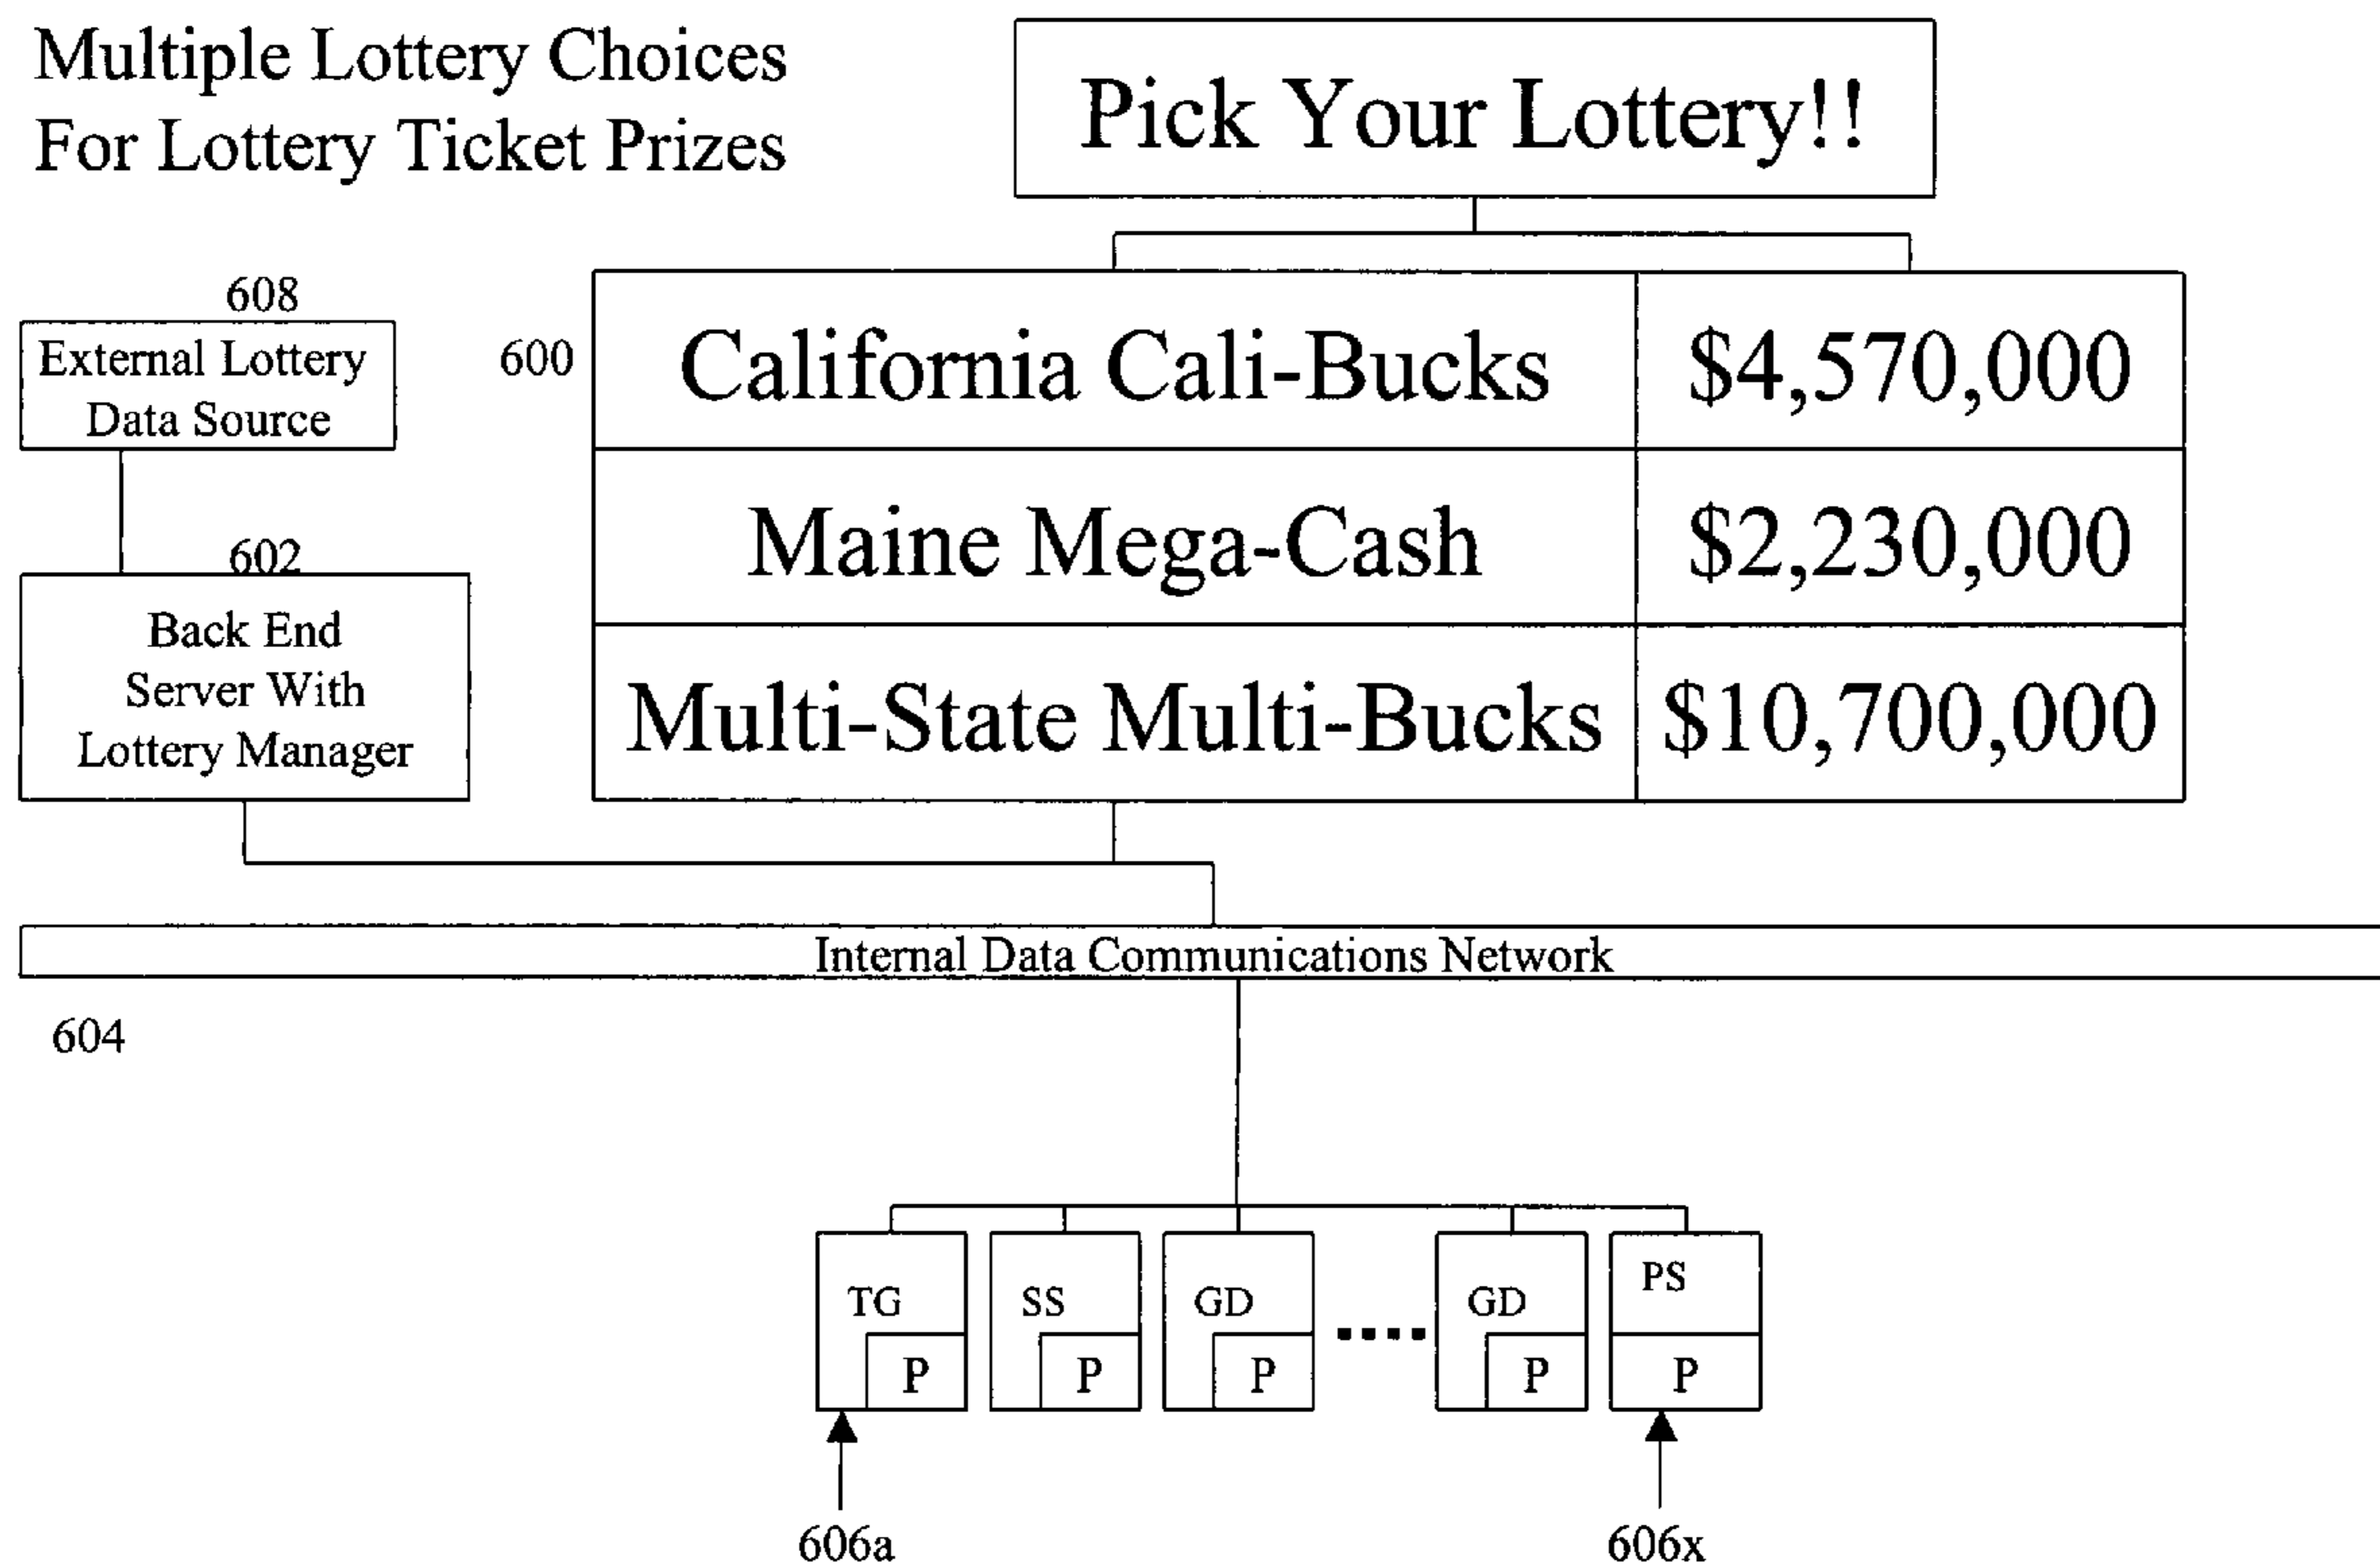 Multiple Lottery Choices
For Lottery Ticket Prizes
Pick Your Lottery!!
608
External Lottery
Data Source
600
California Cali-Bucks $4,570,000
Maine Mega-Cash $2,230,000
Multi-State Multi-Bucks $10,700,000
602
Back End
Server With
Lottery Manager
Internal Data Communications Network
604
TG SS GD GD PS
P P P P P
606a 606x